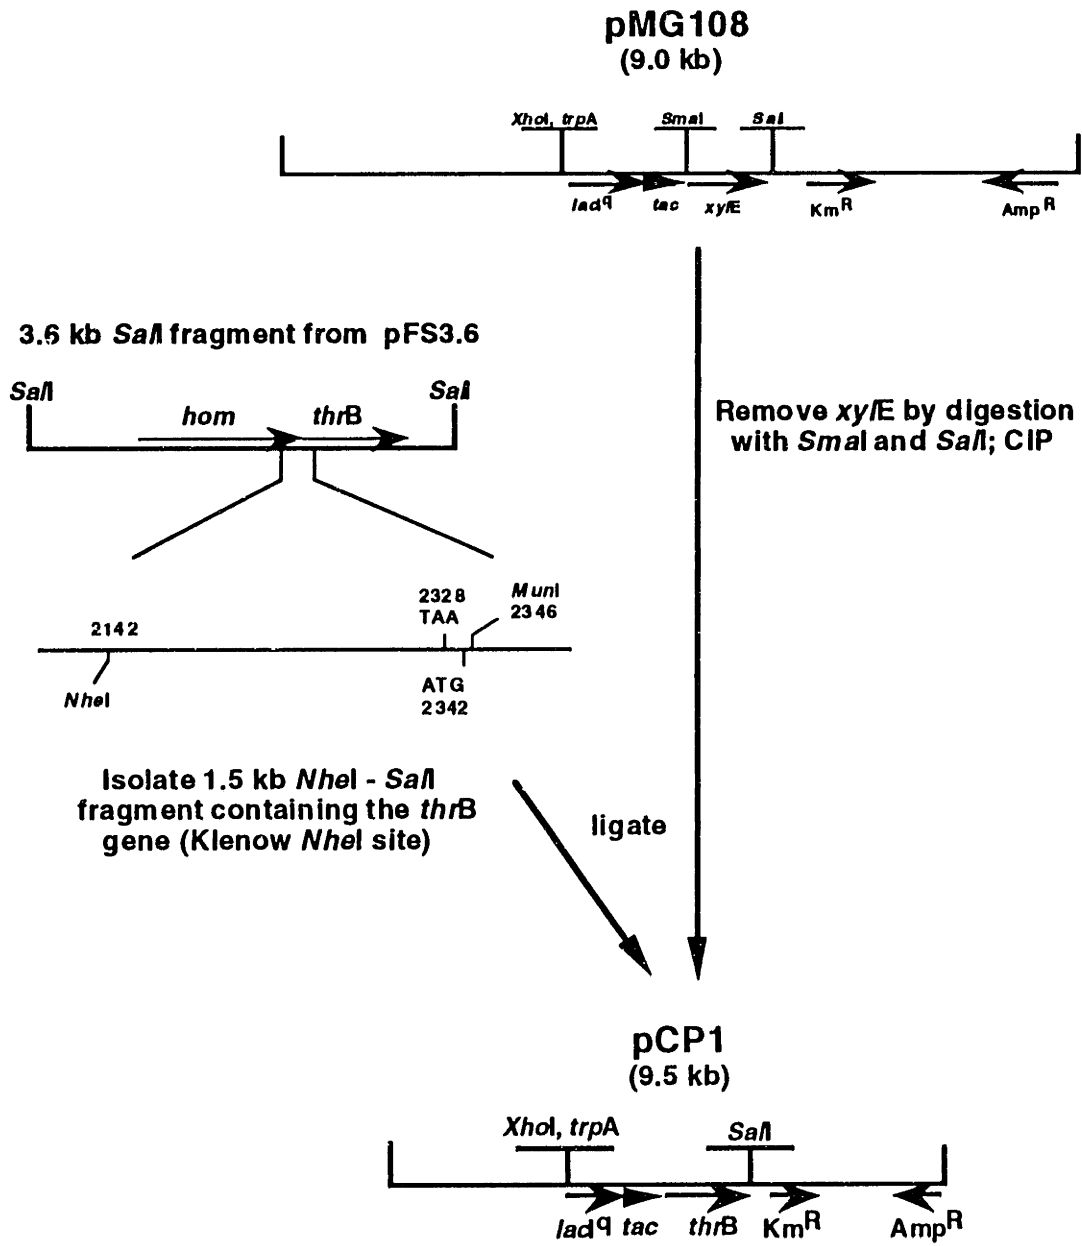 pMG108
(9.0 kb)
XhoI, trpA
SmaI
SalI
lacIq
tac
xylE
KmR
AmpR
3.6 kb SalI fragment from pFS3.6
SalI
SalI
hom
thrB
Remove xylE by digestion
with SmaI and SalI; CIP
2328
TAA
MunI
2346
2142
NheI
ATG
2342
Isolate 1.5 kb NheI - SalI
fragment containing the thrB
gene (Klenow NheI site)
ligate
pCP1
(9.5 kb)
XhoI, trpA
SalI
lacIq tac thrB KmR AmpR